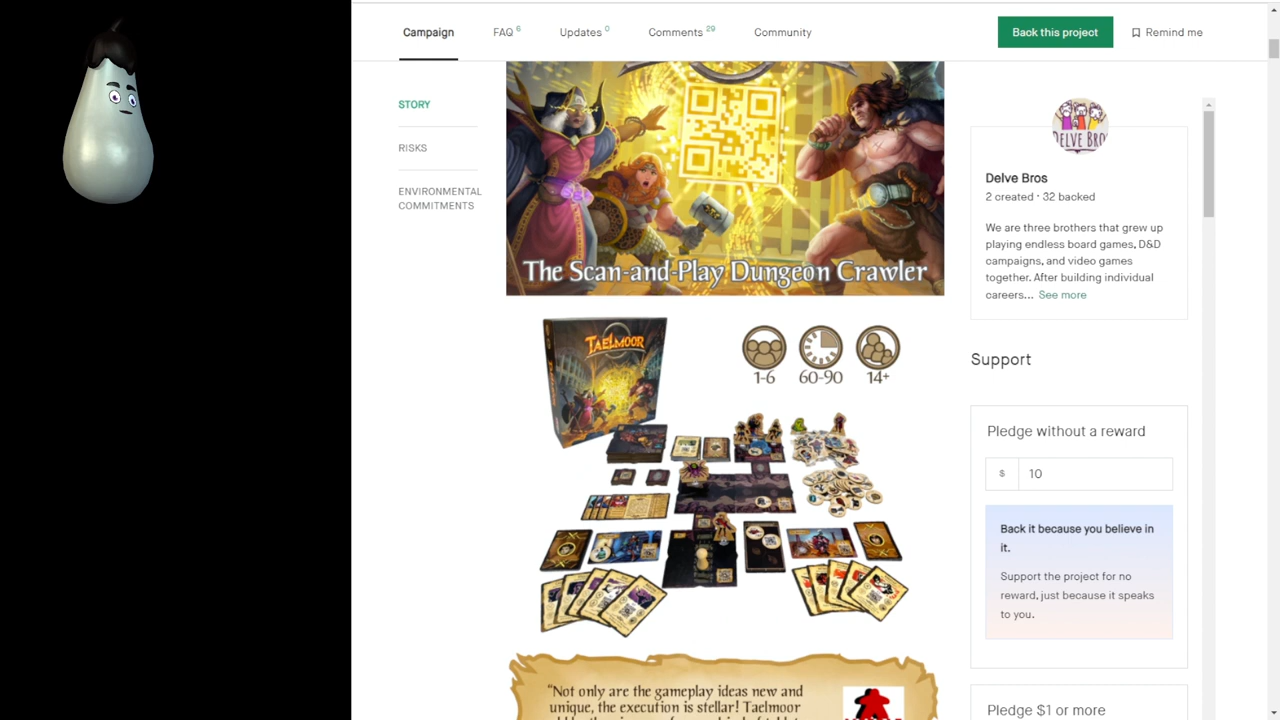 Campaign
FAQ 6
Updates 0
Comments 29
Community
Back this project
Remind me
STORY
RISKS
ENVIRONMENTAL
COMMITMENTS
The Scan-and-Play Dungeon Crawler
TAELMOOR
1-6
60-90
14+
"Not only are the gameplay ideas new and
unique, the execution is stellar! Taelmoor
DELVE BROS
Delve Bros
2 created · 32 backed
We are three brothers that grew up
playing endless board games, D&D
campaigns, and video games
together. After building individual
careers... See more
Support
Pledge without a reward
$ 10
Back it because you believe in
it.
Support the project for no
reward, just because it speaks
to you.
Pledge $1 or more